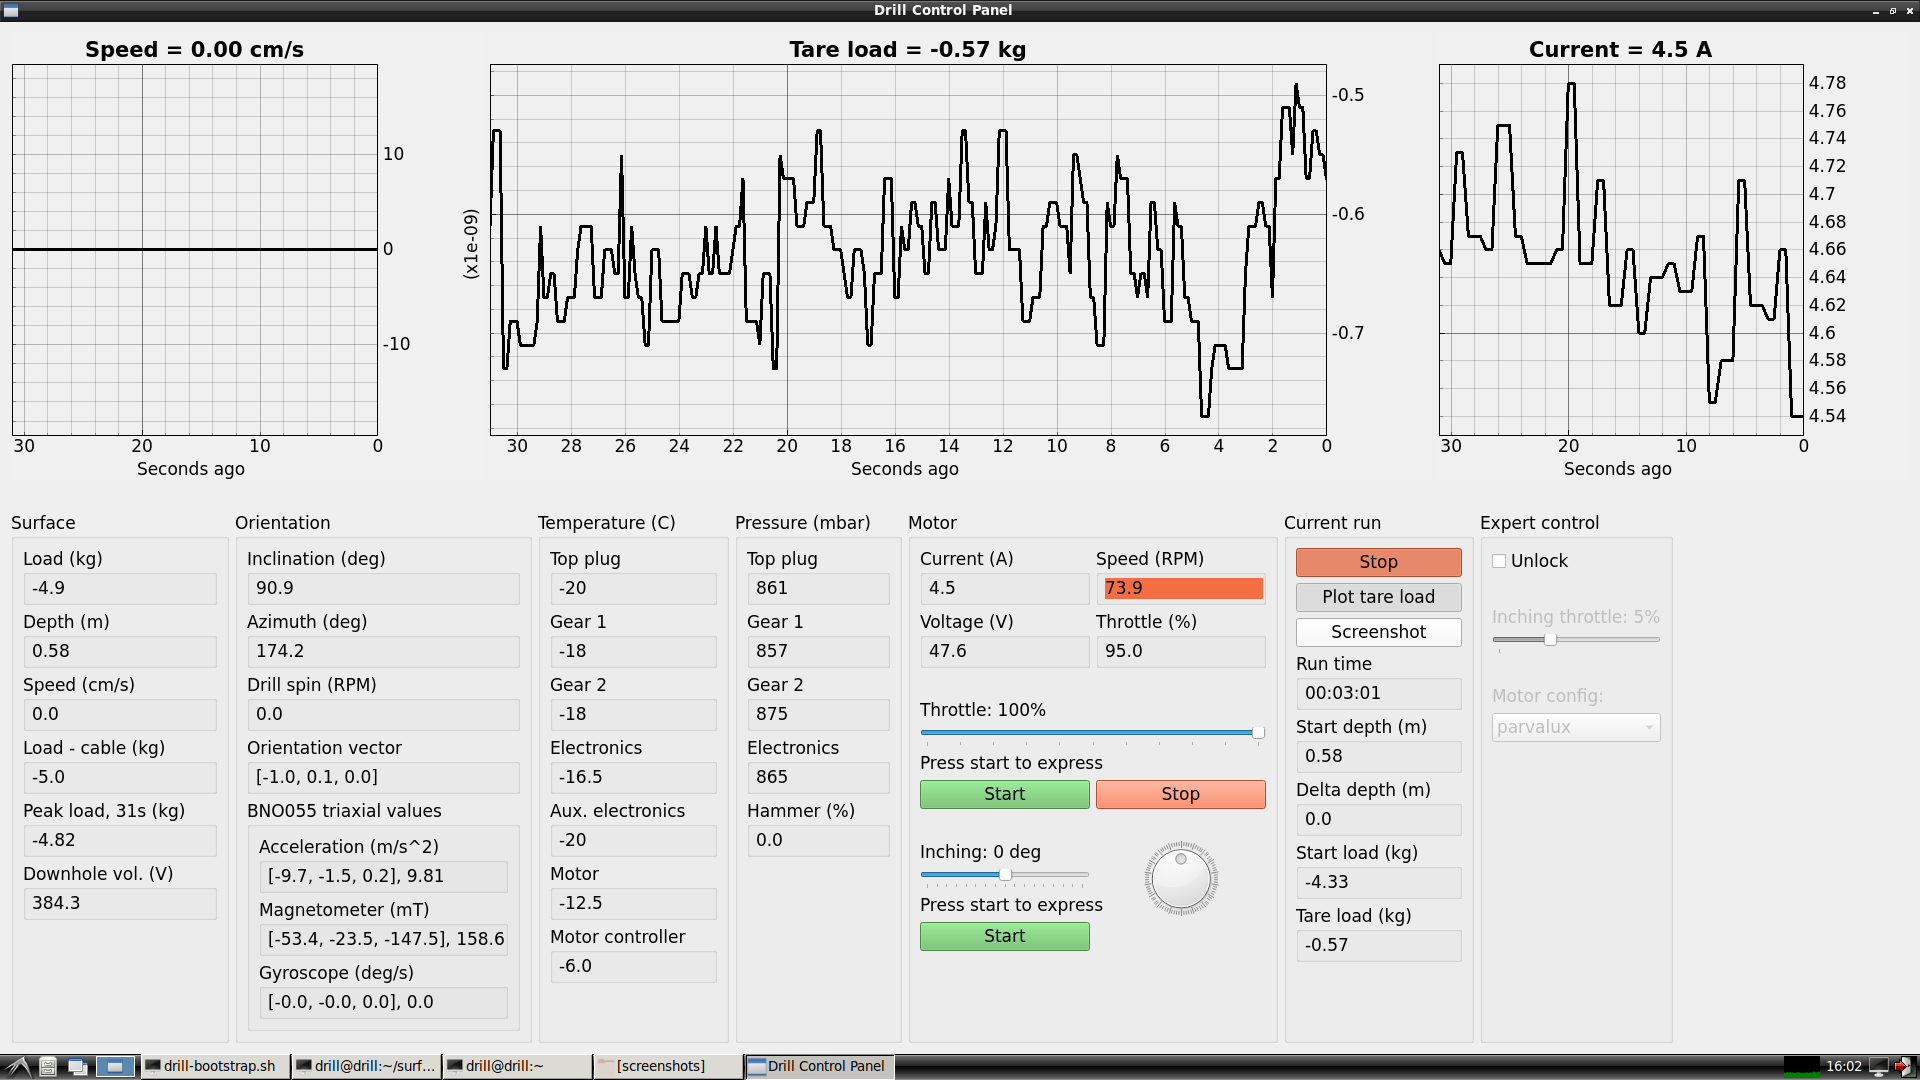 Drill Control Panel
Speed = 0.00 cm/s
10
0
-10
30 20 10 0
Seconds ago
Tare load = -0.57 kg
(x1e-09)
-0.5
-0.6
-0.7
30 28 26 24 22 20 18 16 14 12 10 8 6 4 2 0
Seconds ago
Current = 4.5 A
4.78
4.76
4.74
4.72
4.7
4.68
4.66
4.64
4.62
4.6
4.58
4.56
4.54
30 20 10 0
Seconds ago
Surface
Load (kg)
-4.9
Depth (m)
0.58
Speed (cm/s)
0.0
Load - cable (kg)
-5.0
Peak load, 31s (kg)
-4.82
Downhole vol. (V)
384.3
Orientation
Inclination (deg)
90.9
Azimuth (deg)
174.2
Drill spin (RPM)
0.0
Orientation vector
[-1.0, 0.1, 0.0]
BNO055 triaxial values
Acceleration (m/s^2)
[-9.7, -1.5, 0.2], 9.81
Magnetometer (mT)
[-53.4, -23.5, -147.5], 158.6
Gyroscope (deg/s)
[-0.0, -0.0, 0.0], 0.0
Temperature (C)
Top plug
-20
Gear 1
-18
Gear 2
-18
Electronics
-16.5
Aux. electronics
-20
Motor
-12.5
Motor controller
-6.0
Pressure (mbar)
Top plug
861
Gear 1
857
Gear 2
875
Electronics
865
Hammer (%)
0.0
Motor
Current (A) Speed (RPM)
4.5 73.9
Voltage (V) Throttle (%)
47.6 95.0
Throttle: 100%
Press start to express
Start Stop
Inching: 0 deg
Press start to express
Start
Current run
Stop
Plot tare load
Screenshot
Run time
00:03:01
Start depth (m)
0.58
Delta depth (m)
0.0
Start load (kg)
-4.33
Tare load (kg)
-0.57
Expert control
Unlock
Inching throttle: 5%
Motor config:
parvalux
drill-bootstrap.sh drill@drill:~/surf... drill@drill:~ [screenshots] Drill Control Panel 16:02